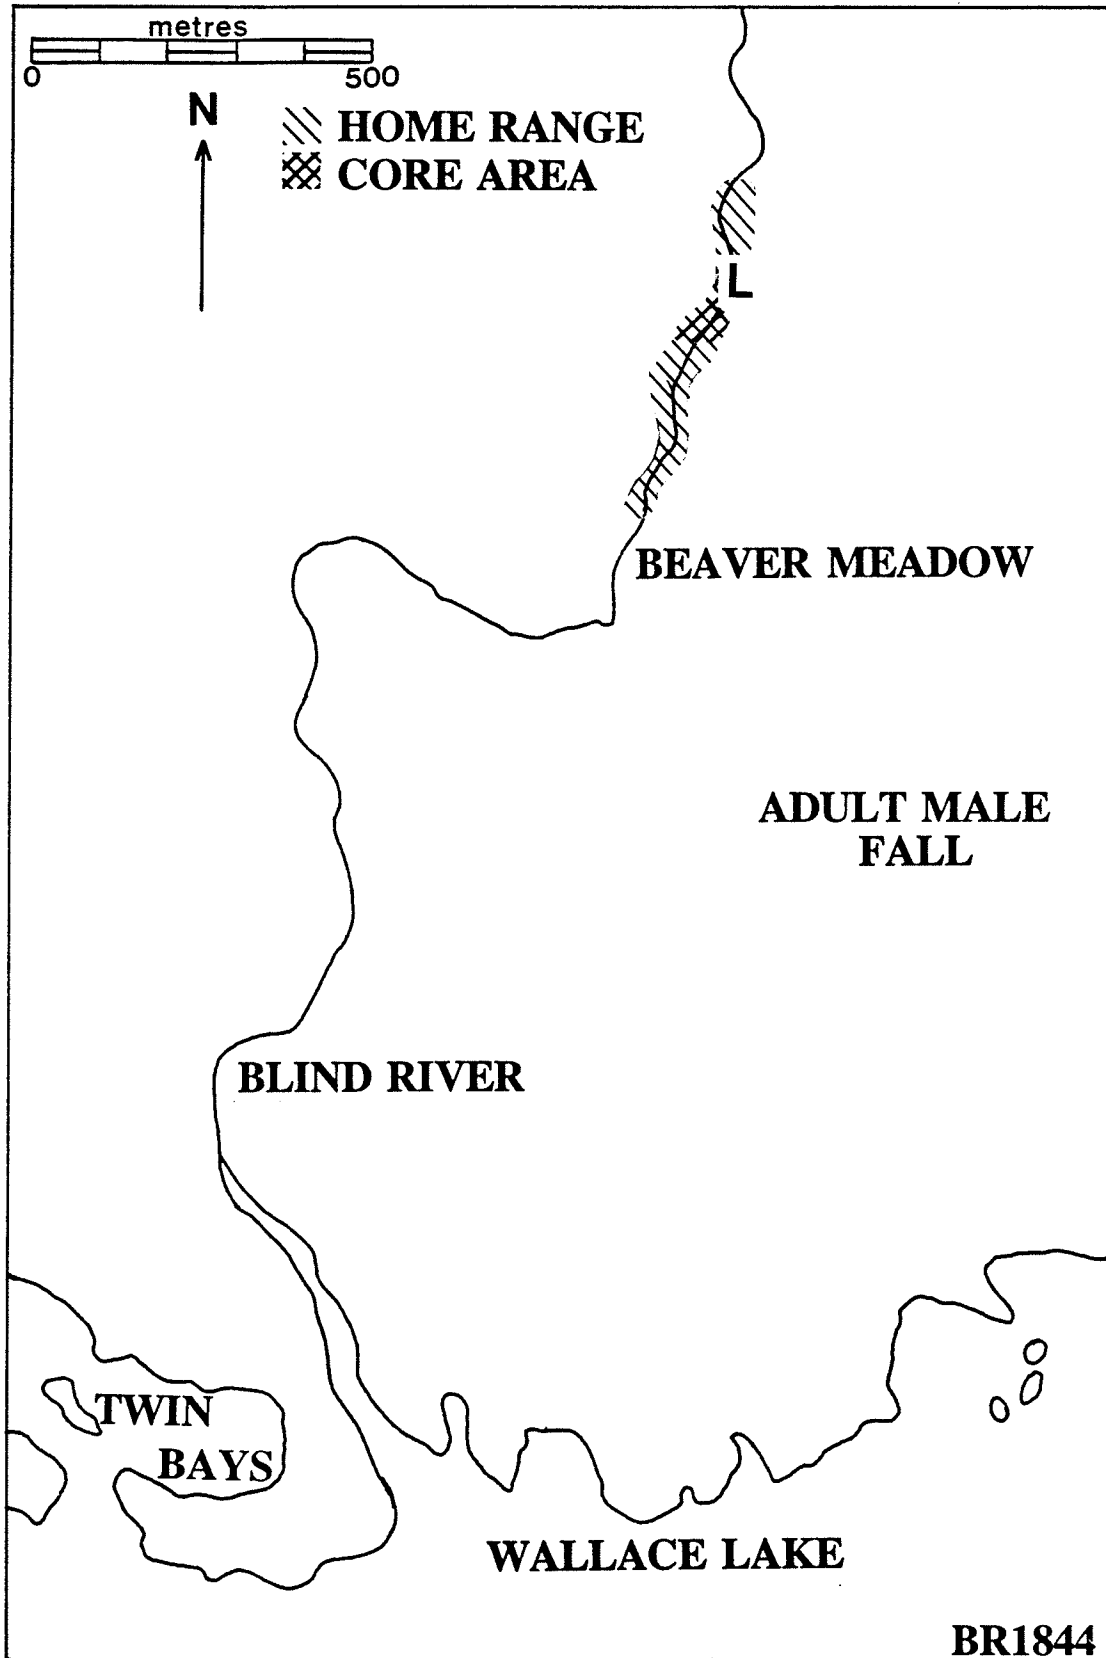 metres
0 500
N
HOME RANGE
CORE AREA
L
BEAVER MEADOW
ADULT MALE
FALL
BLIND RIVER
TWIN
BAYS
WALLACE LAKE
BR1844